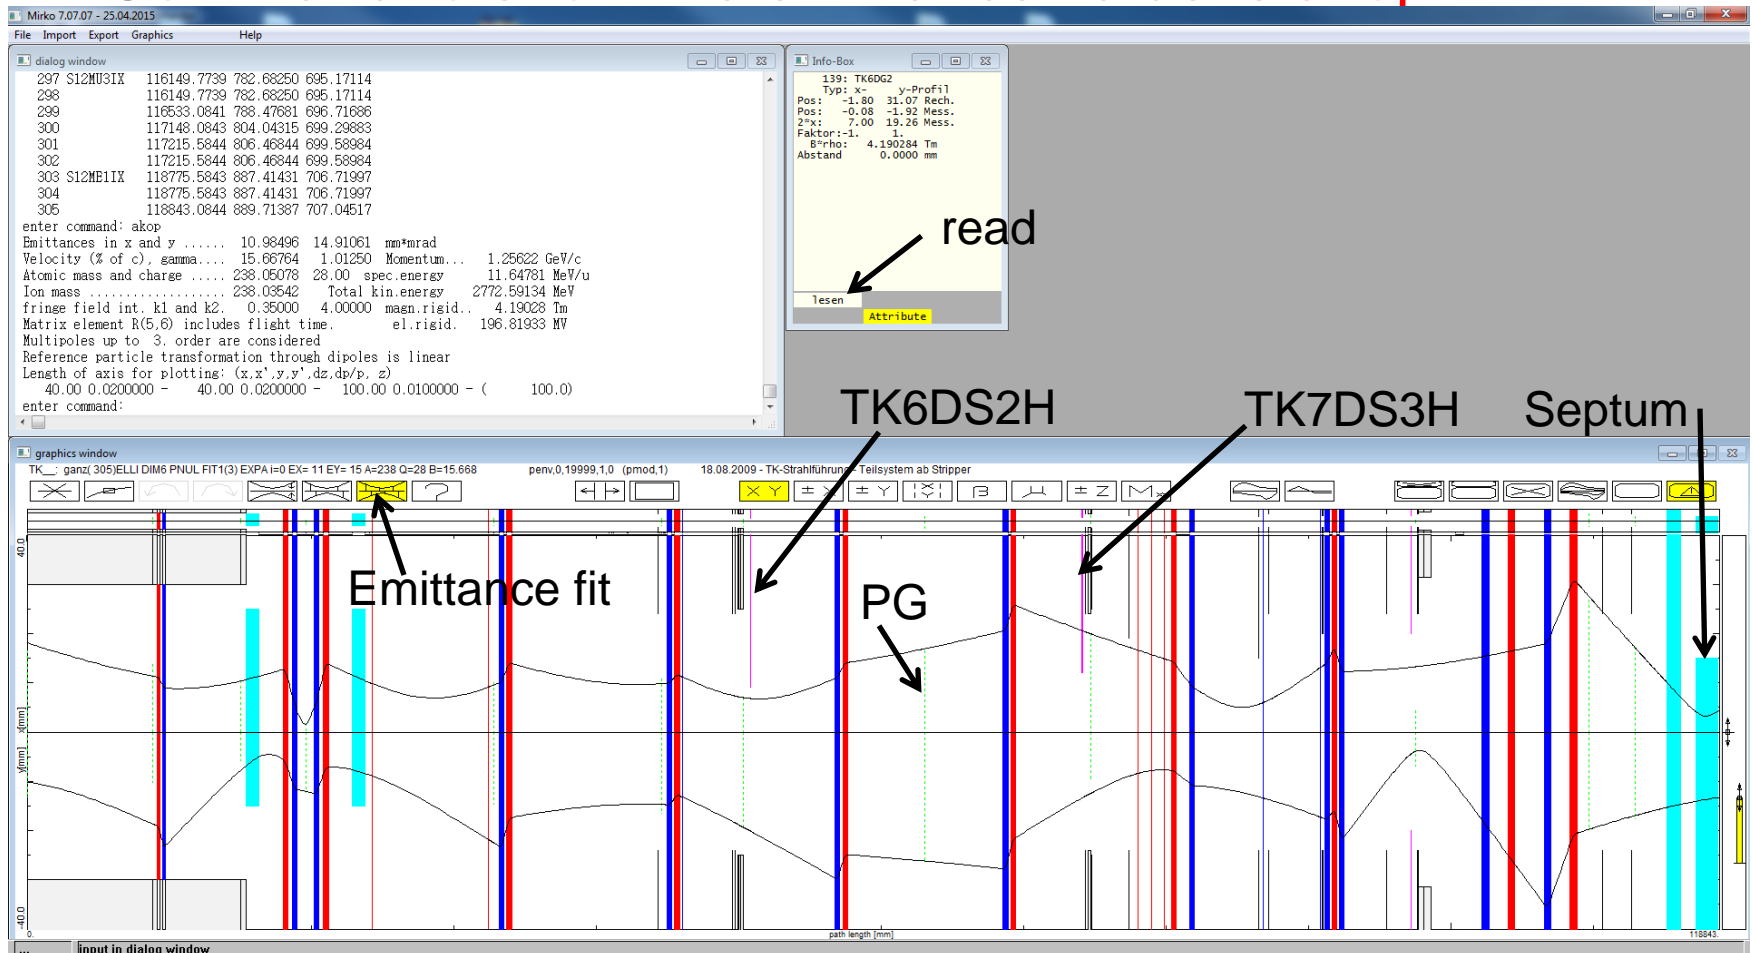 Mirko 7.07.07 - 25.04.2015
File Import Export Graphics Help
dialog window
297 S12MU3IX 116149.7739 782.68250 695.17114
298 116149.7739 782.68250 695.17114
299 116533.0841 788.47681 696.71686
300 117148.0843 804.04315 699.29883
301 117215.5844 806.46844 699.58984
302 117215.5844 806.46844 699.58984
303 S12ME1IX 118775.5843 887.41431 706.71997
304 118775.5843 887.41431 706.71997
305 118843.0844 889.71387 707.04517
enter command: akop
Emittances in x and y ...... 10.98496 14.91061 mm*mrad
Velocity (% of c), gamma.... 15.66764 1.01250 Momentum... 1.25622 GeV/c
Atomic mass and charge ..... 238.05078 28.00 spec.energy 11.64781 MeV/u
Ion mass .................. 238.03542 Total kin.energy 2772.59134 MeV
fringe field int. k1 and k2. 0.35000 4.00000 magn.rigid.. 4.19028 Tm
Matrix element R(5,6) includes flight time. el.rigid. 196.81933 MV
Multipoles up to 3. order are considered
Reference particle transformation through dipoles is linear
Length of axis for plotting: (x,x',y,y',dz,dp/p, z)
40.00 0.0200000 - 40.00 0.0200000 - 100.00 0.0100000 - ( 100.0)
enter command:
Info-Box
139: TK6DG2
Typ: x- y-Profil
Pos: -1.80 31.07 Rech.
Pos: -0.08 -1.92 Mess.
2*x: 7.00 19.26 Mess.
Faktor:-1. 1.
B*rho: 4.190284 Tm
Abstand 0.0000 mm
read
lesen
Attribute
TK6DS2H
TK7DS3H
Septum
graphics window
TK__: ganz( 305)ELLI DIM6 PNUL FIT1(3) EXPA i=0 EX= 11 EY= 15 A=238 Q=28 B=15.668 penv,0,19999,1,0 (pmod,1) 18.08.2009 - TK-Strahlführung - Teilsystem ab Stripper
X Y ± X ± Y β μ ± Z M
40.0
Emittance fit
PG
x[mm]
y[mm]
-40.0
0. path length [mm] 118843.
... input in dialog window